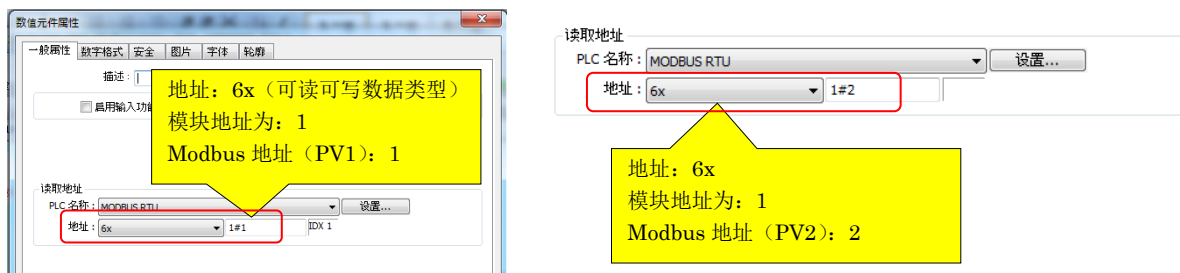 数值元件属性
一般属性 数字格式 安全 图片 字体 轮廓
描述：
启用输入功能
地址：6x（可读可写数据类型）
模块地址为：1
Modbus 地址（PV1）：1
读取地址
PLC 名称： MODBUS RTU 设置...
地址： 6x 1#1 IDX 1
读取地址
PLC 名称： MODBUS RTU 设置...
地址： 6x 1#2
地址：6x
模块地址为：1
Modbus 地址（PV2）：2